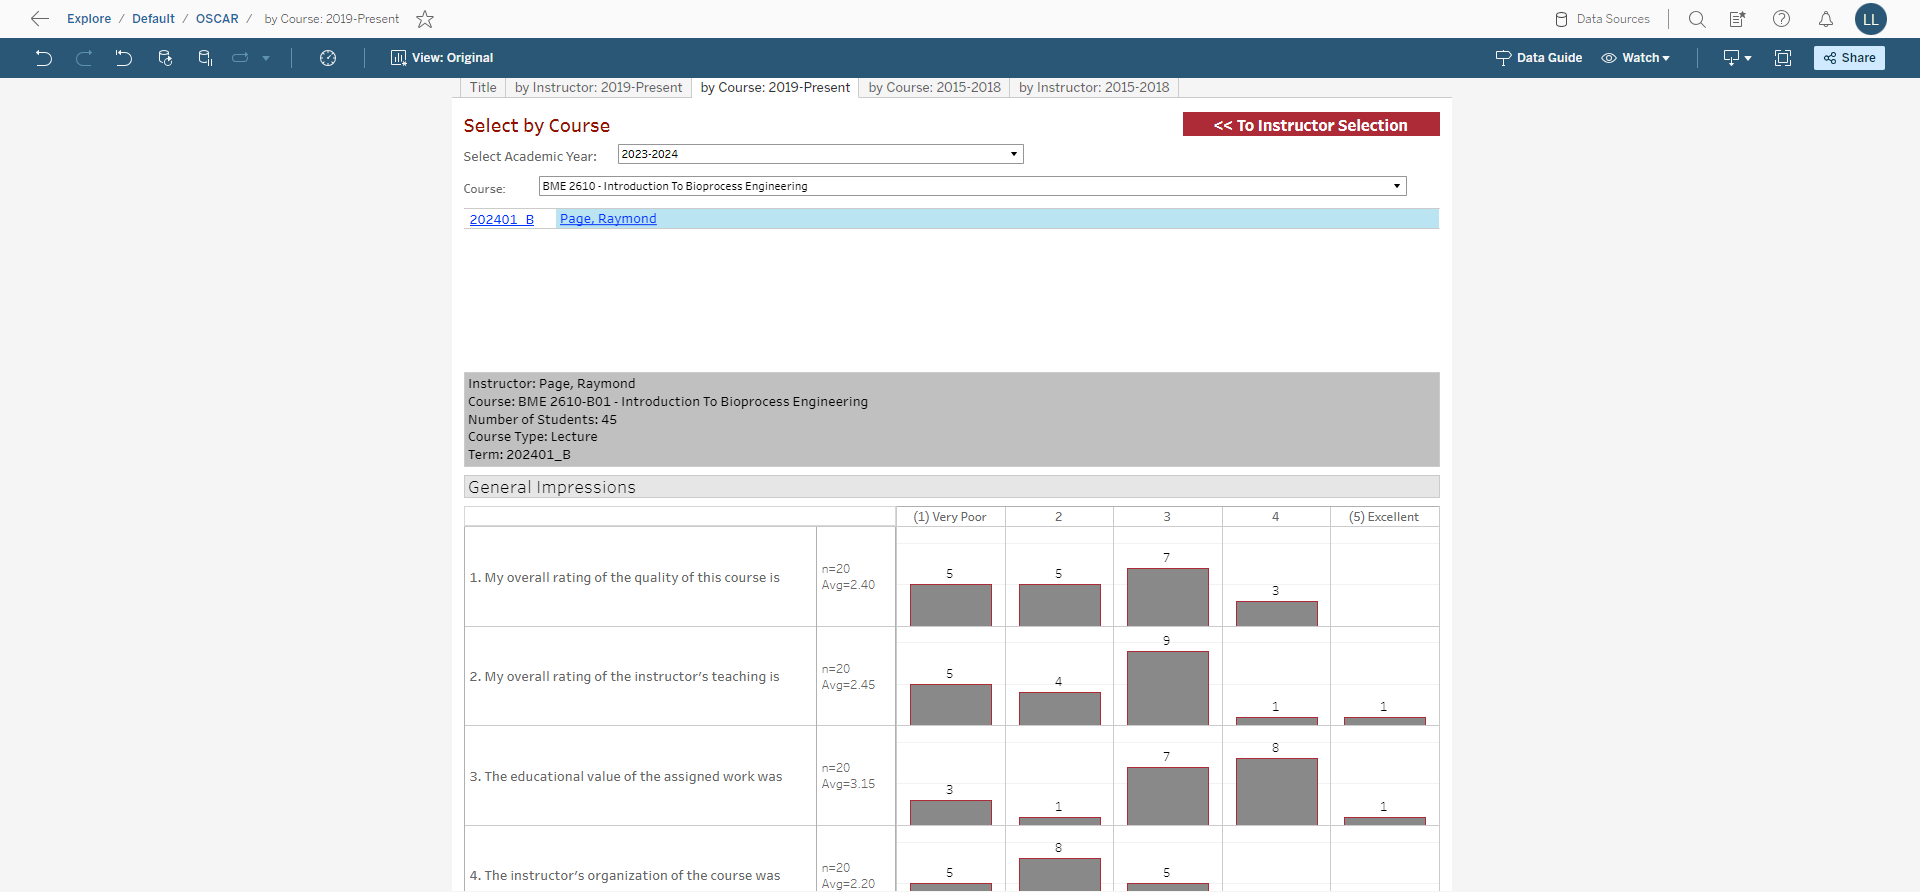 Explore / Default / OSCAR / by Course: 2019-Present
Data Sources
LL
View: Original
Data Guide
Watch
Share
Title
by Instructor: 2019-Present
by Course: 2019-Present
by Course: 2015-2018
by Instructor: 2015-2018
Select by Course
<< To Instructor Selection
Select Academic Year:
2023-2024
Course:
BME 2610 - Introduction To Bioprocess Engineering
202401_B
Page, Raymond
Instructor: Page, Raymond
Course: BME 2610-B01 - Introduction To Bioprocess Engineering
Number of Students: 45
Course Type: Lecture
Term: 202401_B
General Impressions
(1) Very Poor
2
3
4
(5) Excellent
1. My overall rating of the quality of this course is
n=20
Avg=2.40
5
5
7
3
2. My overall rating of the instructor's teaching is
n=20
Avg=2.45
5
4
9
1
1
3. The educational value of the assigned work was
n=20
Avg=3.15
3
1
7
8
1
4. The instructor's organization of the course was
n=20
Avg=2.20
5
8
5